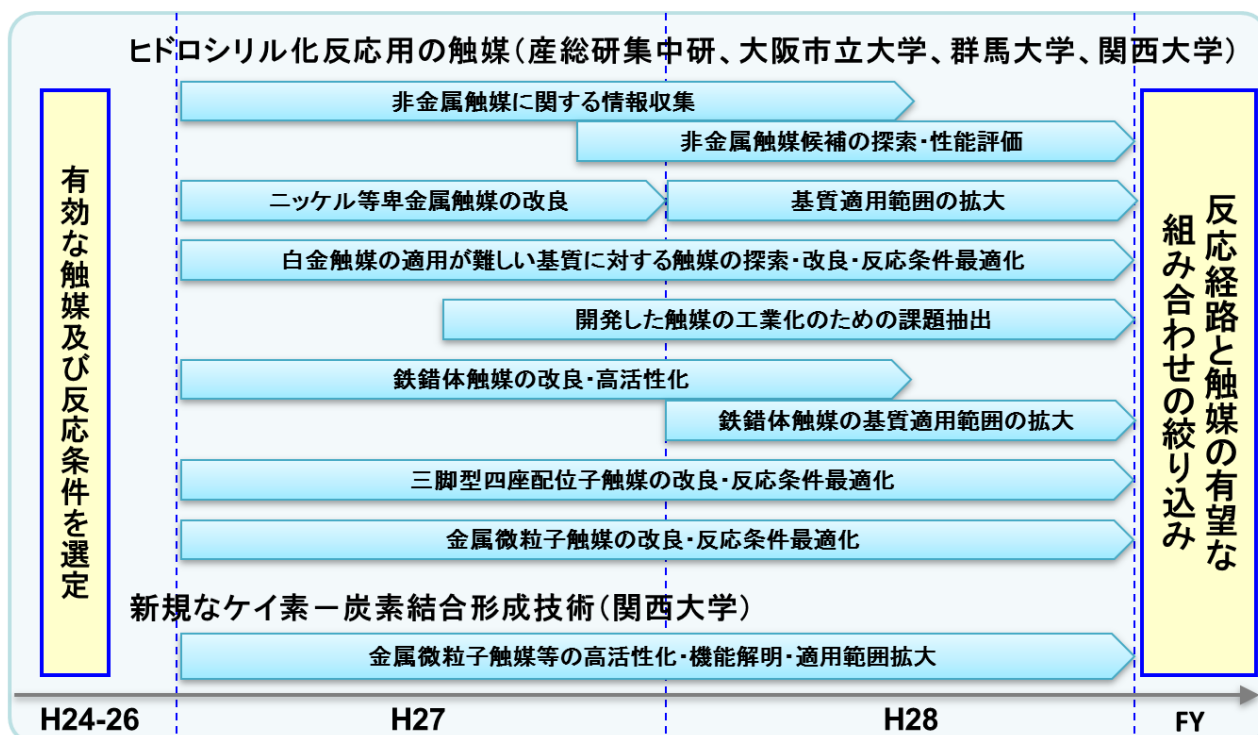 ヒドロシリル化反応用の触媒(産総研集中研、大阪市立大学、群馬大学、関西大学)
有効な触媒及び反応条件を選定
非金属触媒に関する情報収集
非金属触媒候補の探索・性能評価
ニッケル等卑金属触媒の改良
基質適用範囲の拡大
白金触媒の適用が難しい基質に対する触媒の探索・改良・反応条件最適化
開発した触媒の工業化のための課題抽出
鉄錯体触媒の改良・高活性化
鉄錯体触媒の基質適用範囲の拡大
三脚型四座配位子触媒の改良・反応条件最適化
金属微粒子触媒の改良・反応条件最適化
新規なケイ素－炭素結合形成技術(関西大学)
金属微粒子触媒等の高活性化・機能解明・適用範囲拡大
反応経路と触媒の有望な
組み合わせの絞り込み
H24-26
H27
H28
FY